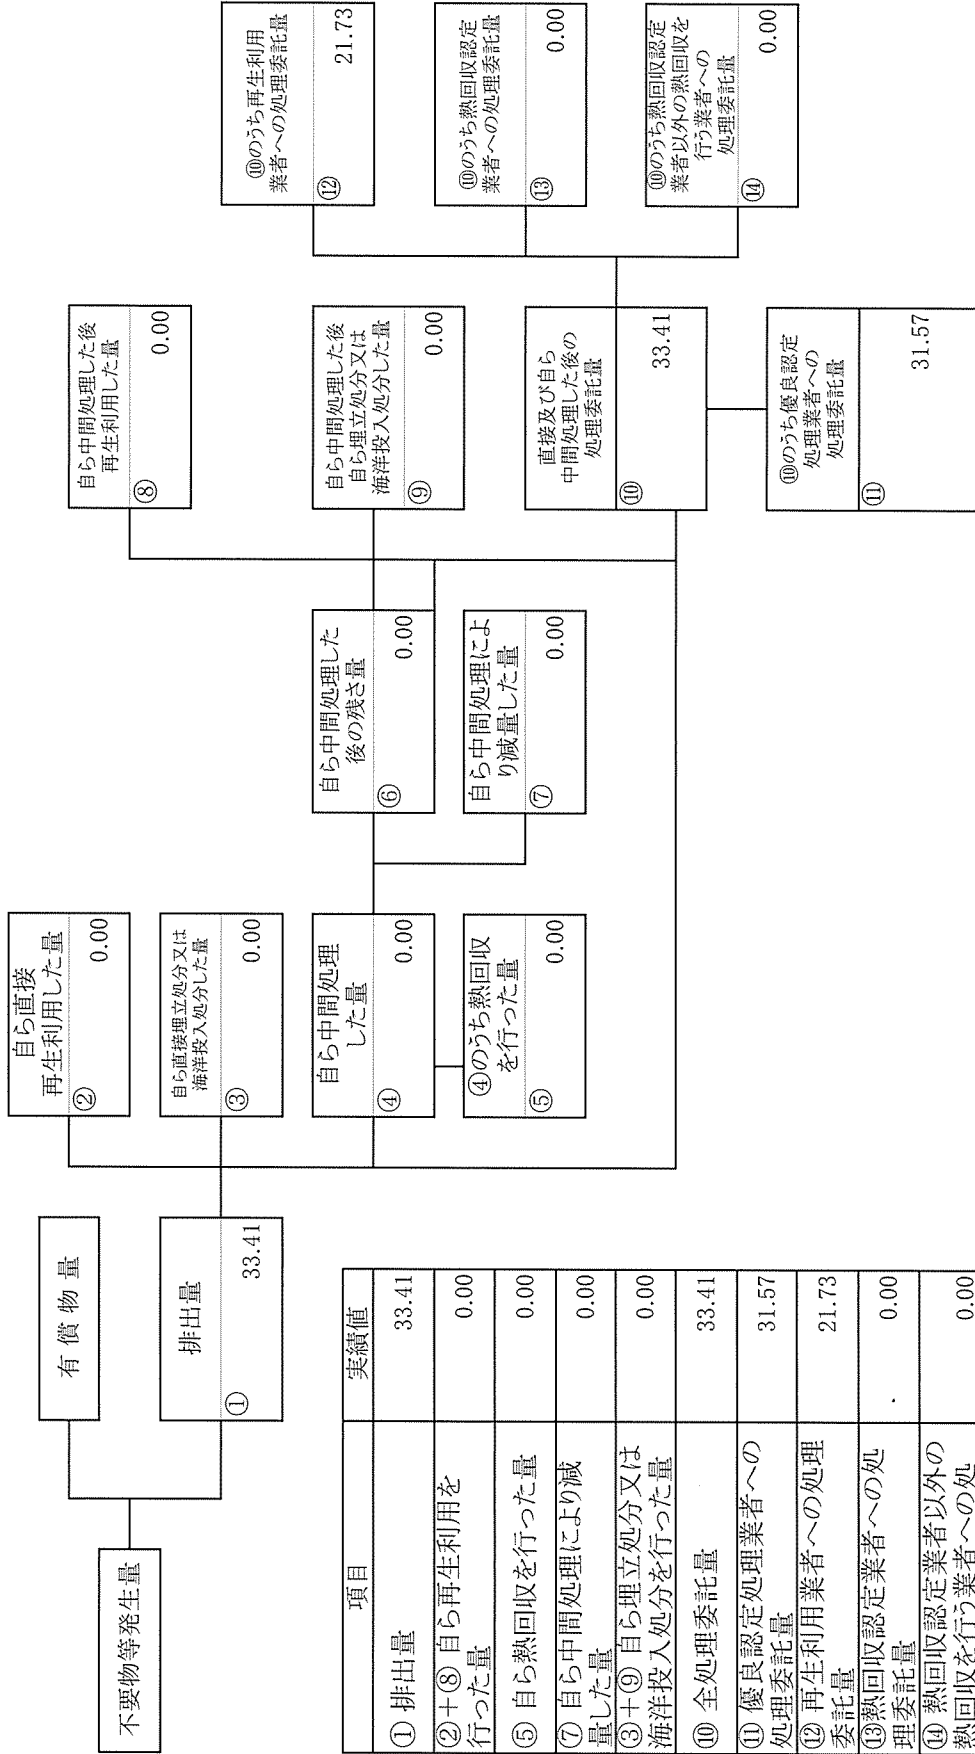 不要物等発生量
有 償 物 量
排出量
①
33.41
自ら直接
再生利用した量
②
0.00
自ら直接埋立処分又は
海洋投入処分した量
③
0.00
自ら中間処理
した量
④
0.00
④のうち熱回収
を行った量
⑤
0.00
自ら中間処理した
後の残さ量
⑥
0.00
自ら中間処理によ
り減量した量
⑦
0.00
自ら中間処理した後
再生利用した量
⑧
0.00
自ら中間処理した後
自ら埋立処分又は
海洋投入処分した量
⑨
0.00
直接及び自ら
中間処理した後の
処理委託量
⑩
33.41
⑩のうち優良認定
処理業者への
処理委託量
⑪
31.57
⑩のうち再生利用
業者への処理委託量
⑫
21.73
⑩のうち熱回収認定
業者への処理委託量
⑬
0.00
⑩のうち熱回収認定
業者以外の熱回収を
行う業者への
処理委託量
⑭
0.00
項目 実績値
① 排出量 33.41
②＋⑧ 自ら再生利用を
行った量 0.00
⑤ 自ら熱回収を行った量 0.00
⑦ 自ら中間処理により減
量した量 0.00
③＋⑨ 自ら埋立処分又は
海洋投入処分を行った量 0.00
⑩ 全処理委託量 33.41
⑪ 優良認定処理業者への
処理委託量 31.57
⑫ 再生利用業者への処理
委託量 21.73
⑬熱回収認定業者への処
理委託量 0.00
⑭ 熱回収認定業者以外の
熱回収を行う業者への処 0.00